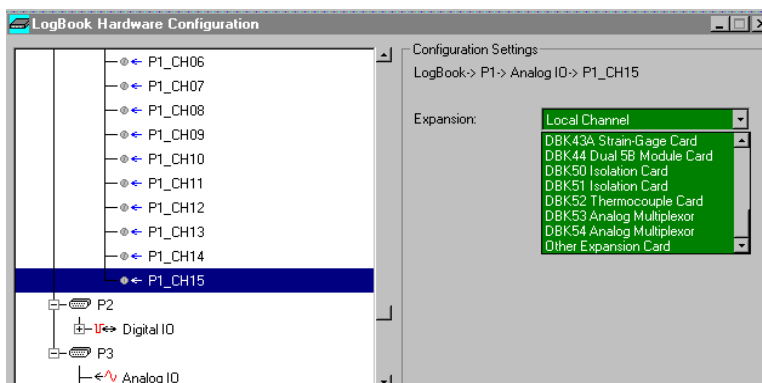 LogBook Hardware Configuration
P1_CH06
P1_CH07
P1_CH08
P1_CH09
P1_CH10
P1_CH11
P1_CH12
P1_CH13
P1_CH14
P1_CH15
P2
Digital IO
P3
Analog IO
Configuration Settings
LogBook-> P1-> Analog IO-> P1_CH15
Expansion:
Local Channel
DBK43A Strain-Gage Card
DBK44 Dual 5B Module Card
DBK50 Isolation Card
DBK51 Isolation Card
DBK52 Thermocouple Card
DBK53 Analog Multiplexor
DBK54 Analog Multiplexor
Other Expansion Card